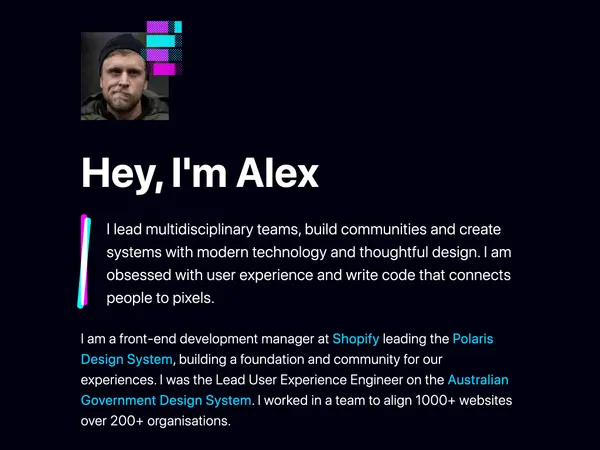 Hey, I'm Alex
I lead multidisciplinary teams, build communities and create
systems with modern technology and thoughtful design. I am
obsessed with user experience and write code that connects
people to pixels.
I am a front-end development manager at Shopify leading the Polaris
Design System, building a foundation and community for our
experiences. I was the Lead User Experience Engineer on the Australian
Government Design System. I worked in a team to align 1000+ websites
over 200+ organisations.